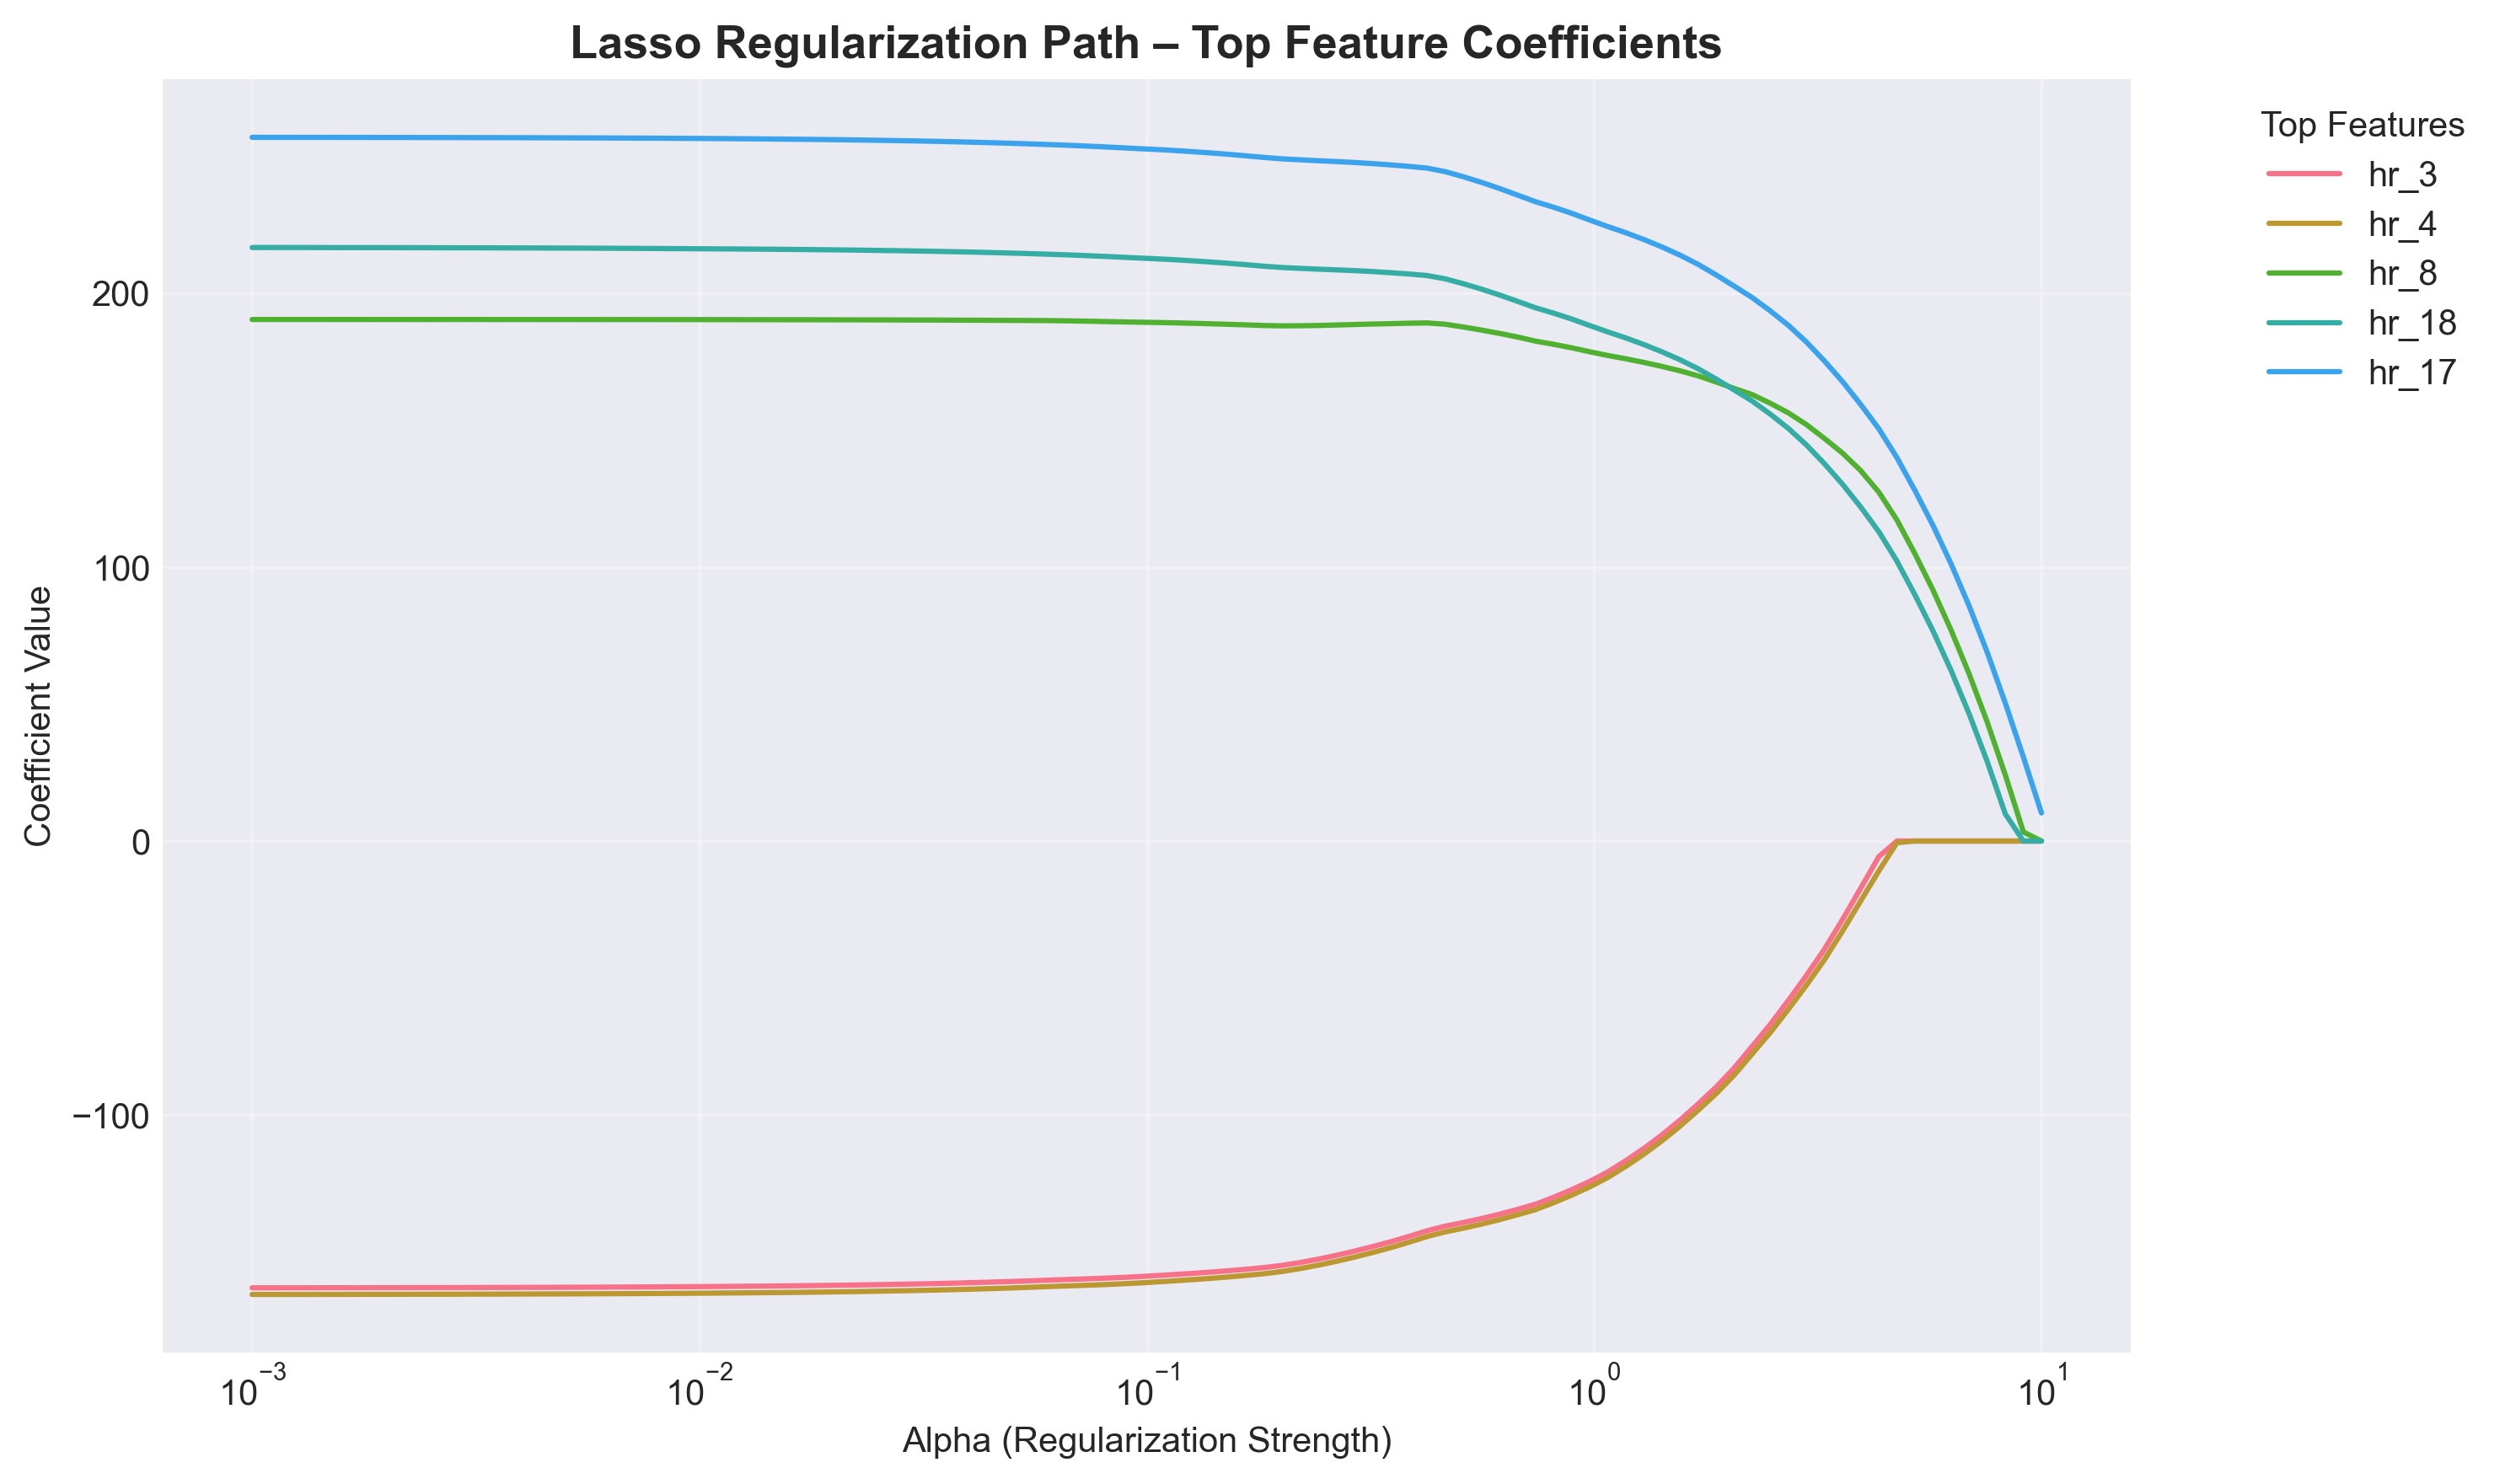 Lasso Regularization Path – Top Feature Coefficients
Top Features
hr_3
hr_4
hr_8
hr_18
hr_17
Coefficient Value
200
100
0
−100
10⁻³ 10⁻² 10⁻¹ 10⁰ 10¹
Alpha (Regularization Strength)